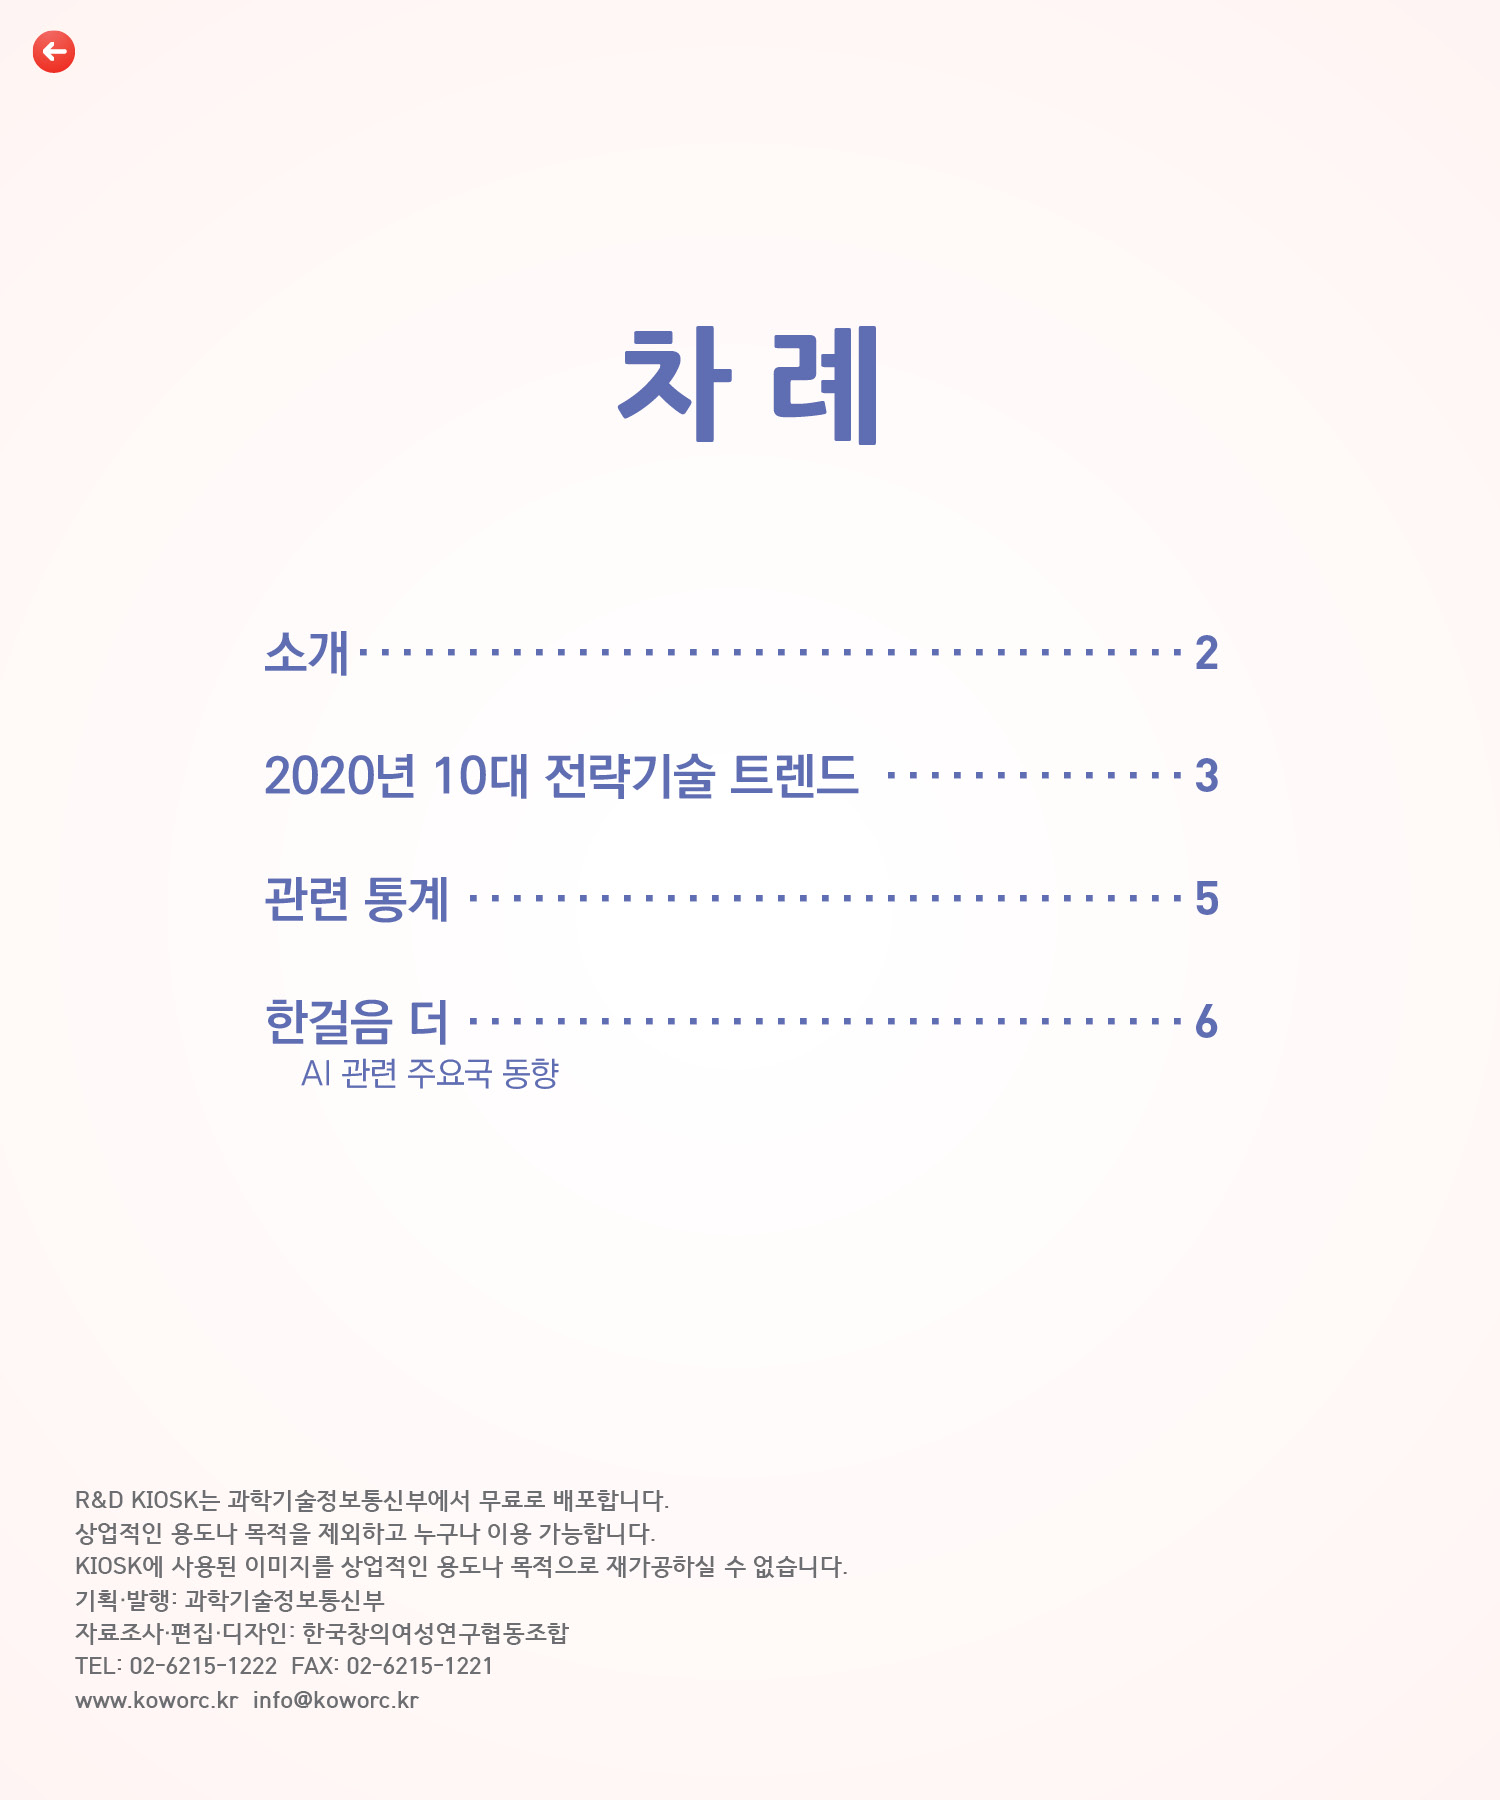 차 례
소개 · · · · · · · · · · · · · · · · · · · · · · · · · · · · · · · · · · · · · · 2
2020년 10대 전략기술 트렌드 · · · · · · · · · · · · · · 3
관련 통계 · · · · · · · · · · · · · · · · · · · · · · · · · · · · · · · · · 5
한걸음 더 · · · · · · · · · · · · · · · · · · · · · · · · · · · · · · · · · 6
AI 관련 주요국 동향
R&D KIOSK는 과학기술정보통신부에서 무료로 배포합니다.
상업적인 용도나 목적을 제외하고 누구나 이용 가능합니다.
KIOSK에 사용된 이미지를 상업적인 용도나 목적으로 재가공하실 수 없습니다.
기획·발행: 과학기술정보통신부
자료조사·편집·디자인: 한국창의여성연구협동조합
TEL: 02-6215-1222 FAX: 02-6215-1221
www.koworc.kr info@koworc.kr